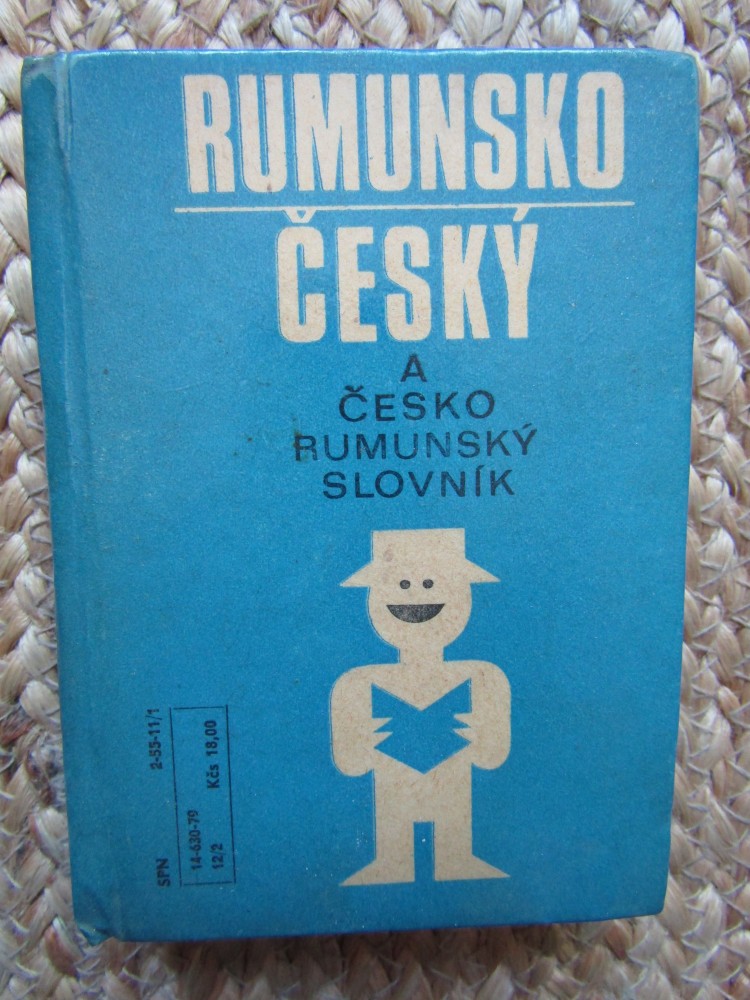 RUMUNSKO
ČESKÝ
A
ČESKO
RUMUNSKÝ
SLOVNÍK
SPN 2-55-11/1
14-630-79
12/2 Kčs 18,00